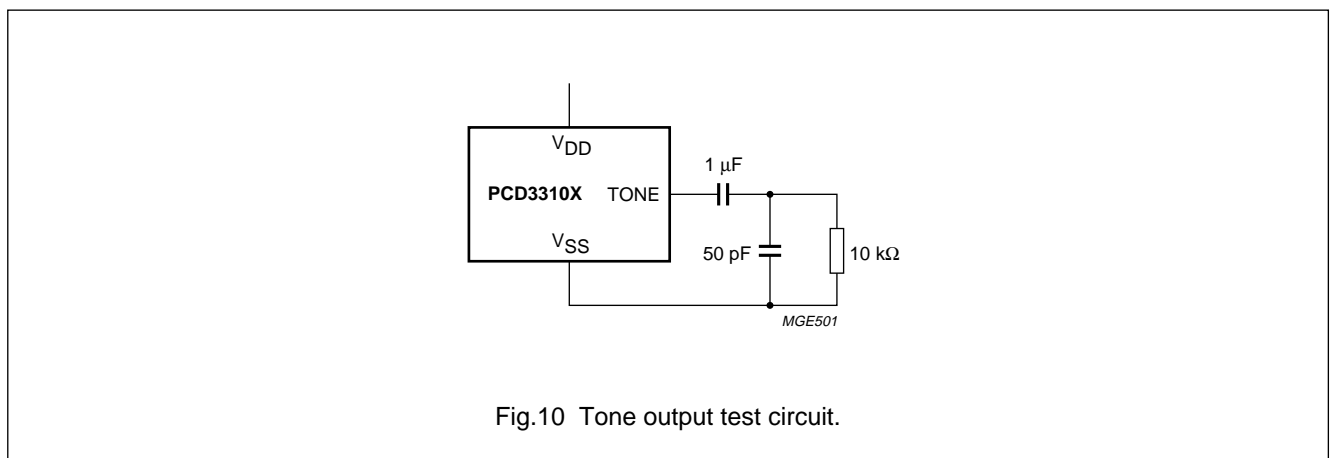 VDD
1 μF
PCD3310X TONE
VSS
50 pF 10 kΩ
MGE501
Fig.10 Tone output test circuit.